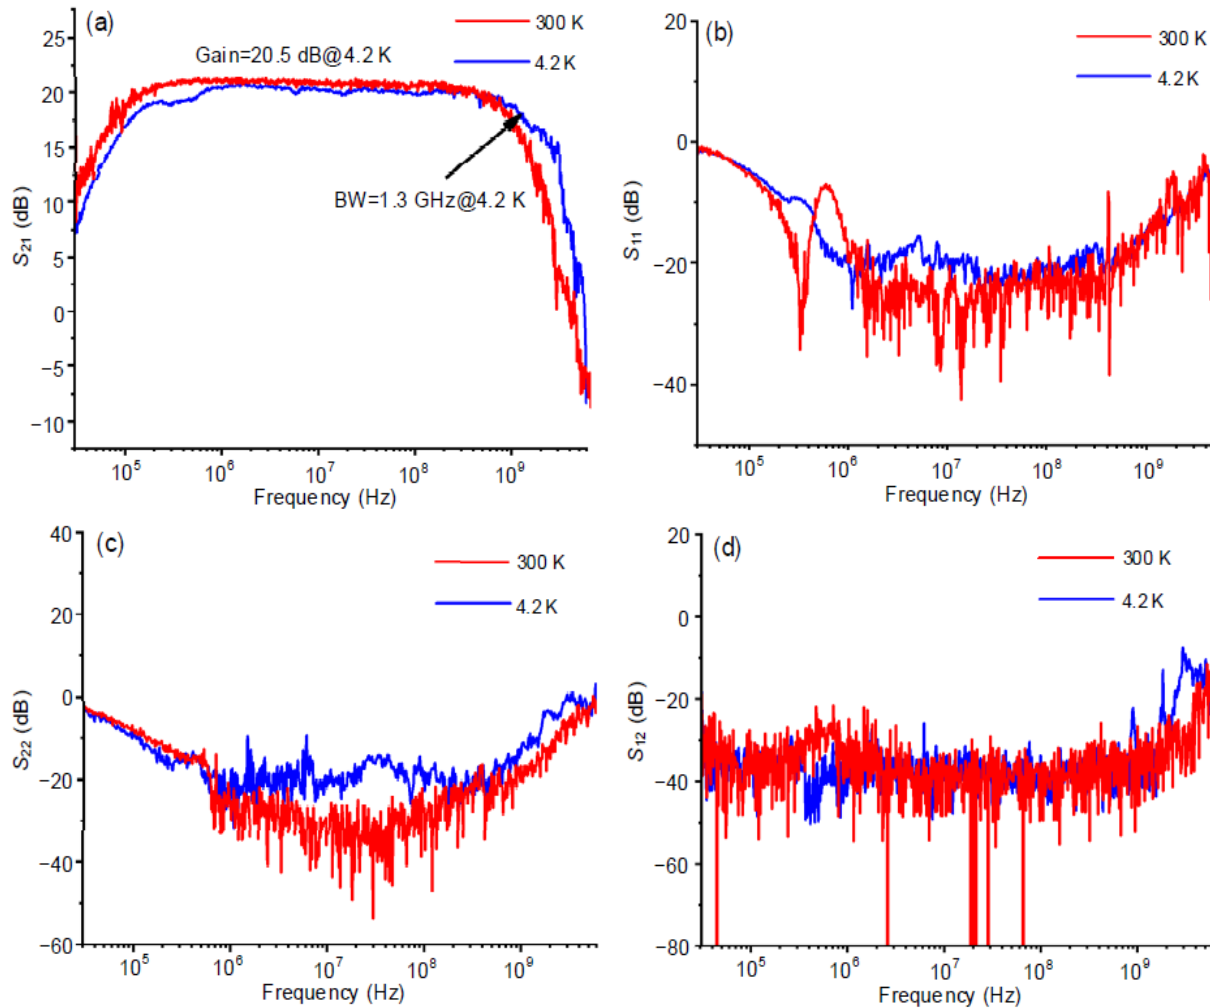 (a)
300 K
4.2 K
Gain=20.5 dB@4.2 K
BW=1.3 GHz@4.2 K
25
20
15
10
5
0
−5
−10
S21 (dB)
10^5 10^6 10^7 10^8 10^9
Frequency (Hz)
(b)
300 K
4.2 K
20
0
−20
−40
S11 (dB)
10^5 10^6 10^7 10^8 10^9
Frequency (Hz)
(c)
300 K
4.2 K
40
20
0
−20
−40
−60
S22 (dB)
10^5 10^6 10^7 10^8 10^9
Frequency (Hz)
(d)
300 K
4.2 K
20
0
−20
−40
−60
−80
S12 (dB)
10^5 10^6 10^7 10^8 10^9
Frequency (Hz)